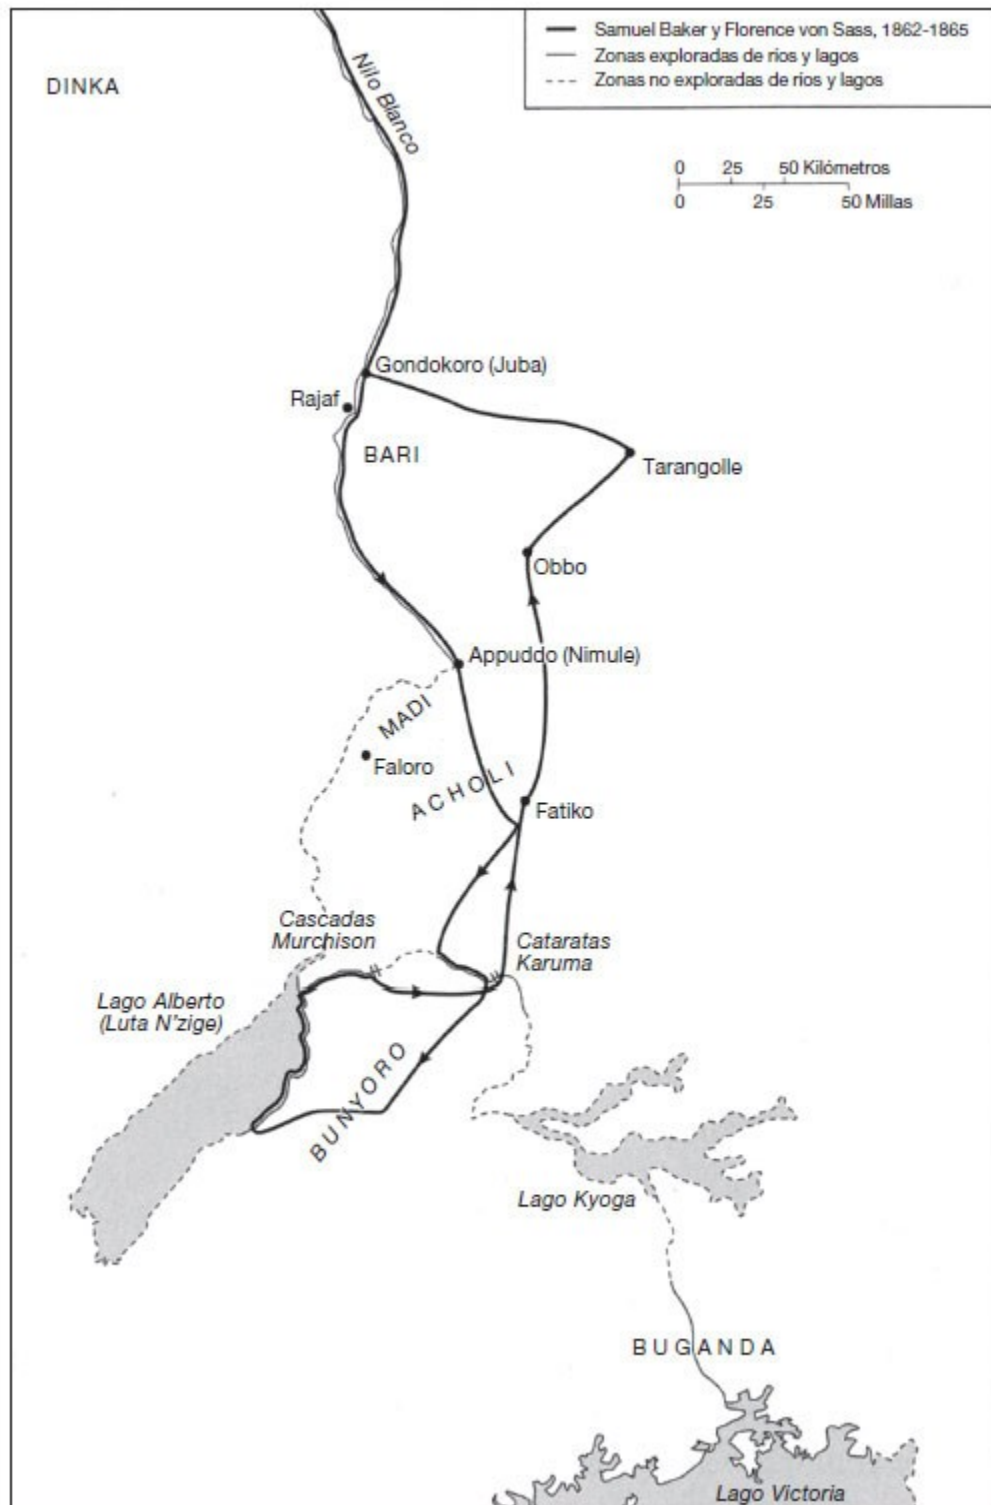 Samuel Baker y Florence von Sass, 1862-1865
Zonas exploradas de ríos y lagos
Zonas no exploradas de ríos y lagos
DINKA
Nilo Blanco
0 25 50 Kilómetros
0 25 50 Millas
Gondokoro (Juba)
Rajaf
BARI
Tarangolle
Obbo
Appuddo (Nimule)
MADI
Faloro
ACHOLI
Fatiko
Cascadas
Murchison
Cataratas
Karuma
Lago Alberto
(Luta N'zige)
BUNYORO
Lago Kyoga
BUGANDA
Lago Victoria